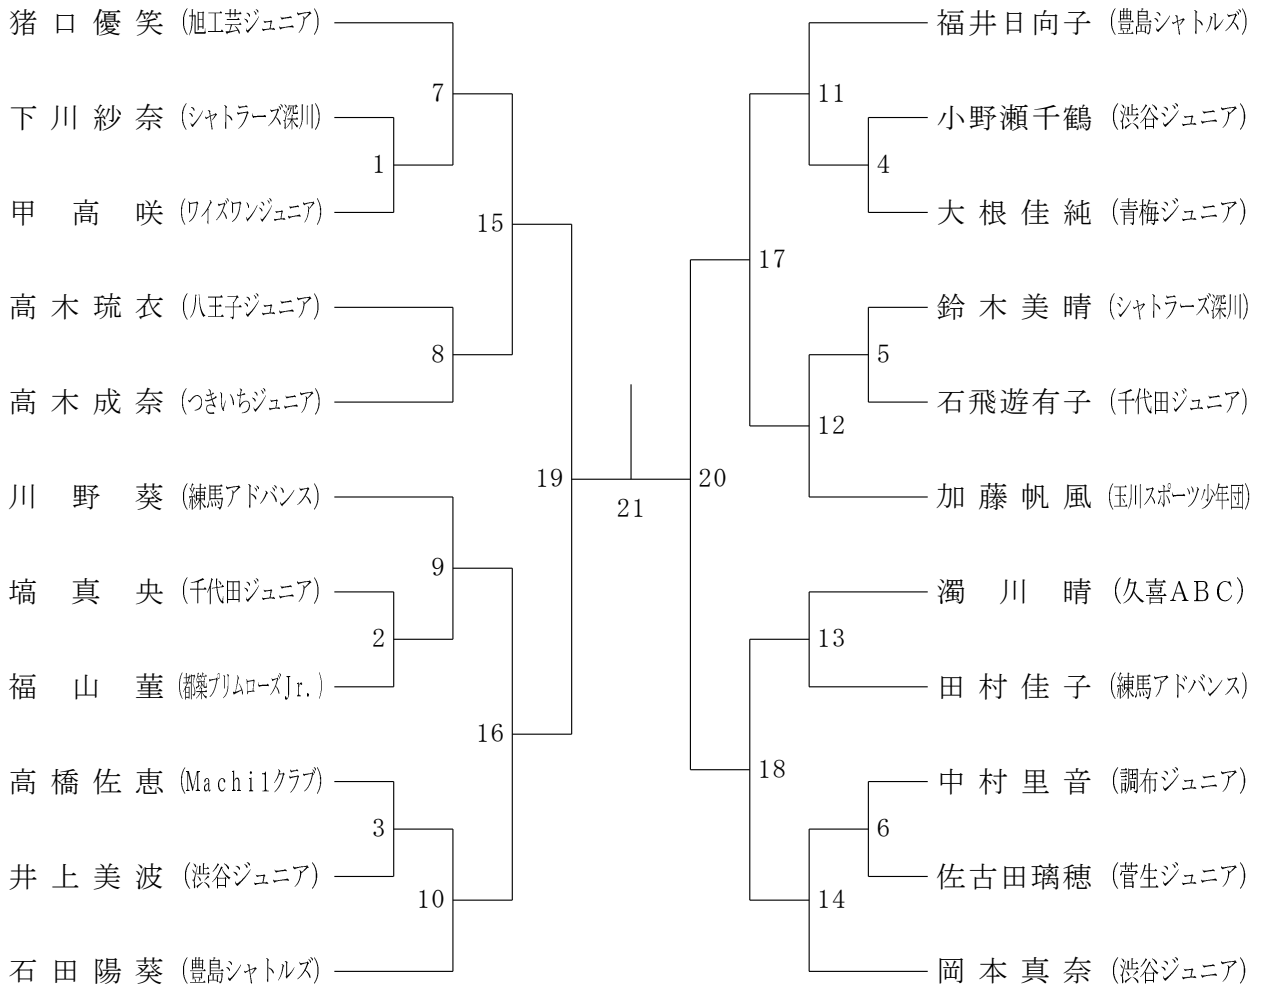 猪口優笑 (旭工芸ジュニア)
7
下川紗奈 (シャトラーズ深川)
1
甲高咲 (ワイズワンジュニア)
15
高木琉衣 (八王子ジュニア)
8
高木成奈 (つきいちジュニア)
19
川野葵 (練馬アドバンス)
9
塙真央 (千代田ジュニア)
2
福山菫 (都築プリムローズJr.)
16
高橋佐恵 (Machi1クラブ)
3
井上美波 (渋谷ジュニア)
10
石田陽葵 (豊島シャトルズ)
21
福井日向子 (豊島シャトルズ)
11
小野瀬千鶴 (渋谷ジュニア)
4
大根佳純 (青梅ジュニア)
17
鈴木美晴 (シャトラーズ深川)
5
石飛遊有子 (千代田ジュニア)
12
加藤帆風 (玉川スポーツ少年団)
20
濁川晴 (久喜ABC)
13
田村佳子 (練馬アドバンス)
18
中村里音 (調布ジュニア)
6
佐古田璃穂 (菅生ジュニア)
14
岡本真奈 (渋谷ジュニア)